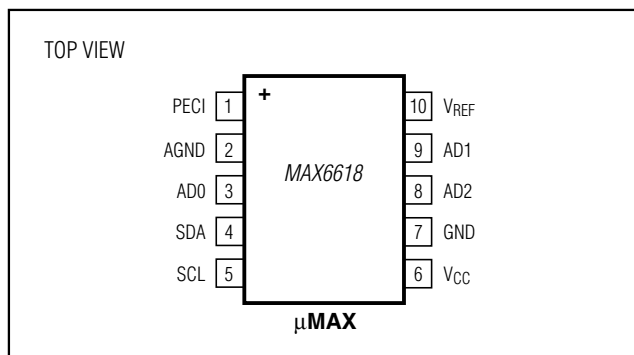 TOP VIEW
+
PECI 1
AGND 2
AD0 3
SDA 4
SCL 5
MAX6618
10 VREF
9 AD1
8 AD2
7 GND
6 VCC
μMAX